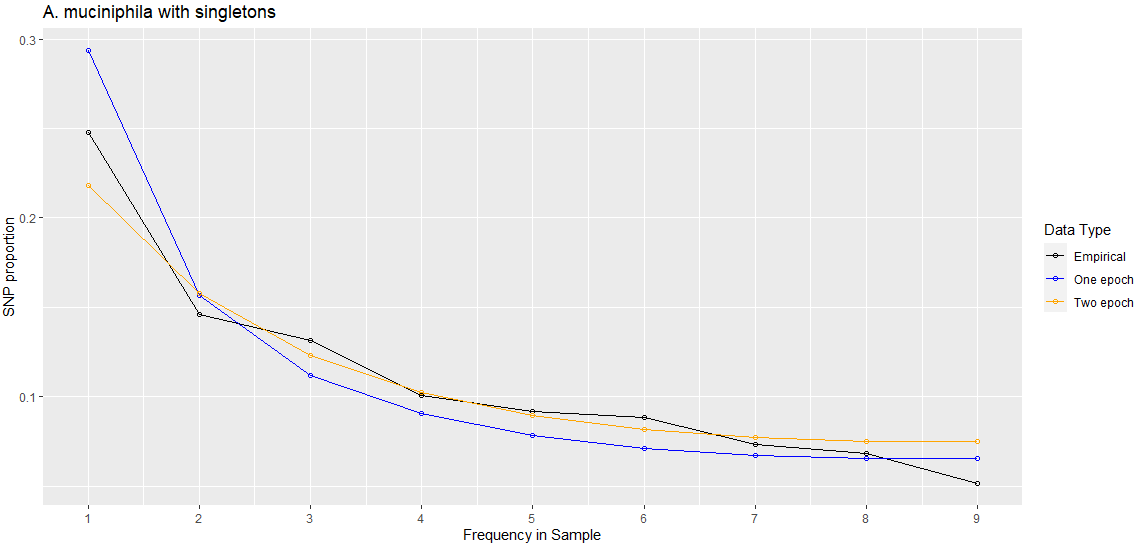 A. muciniphila with singletons
SNP proportion
0.3
0.2
0.1
1 2 3 4 5 6 7 8 9
Frequency in Sample
Data Type
Empirical
One epoch
Two epoch